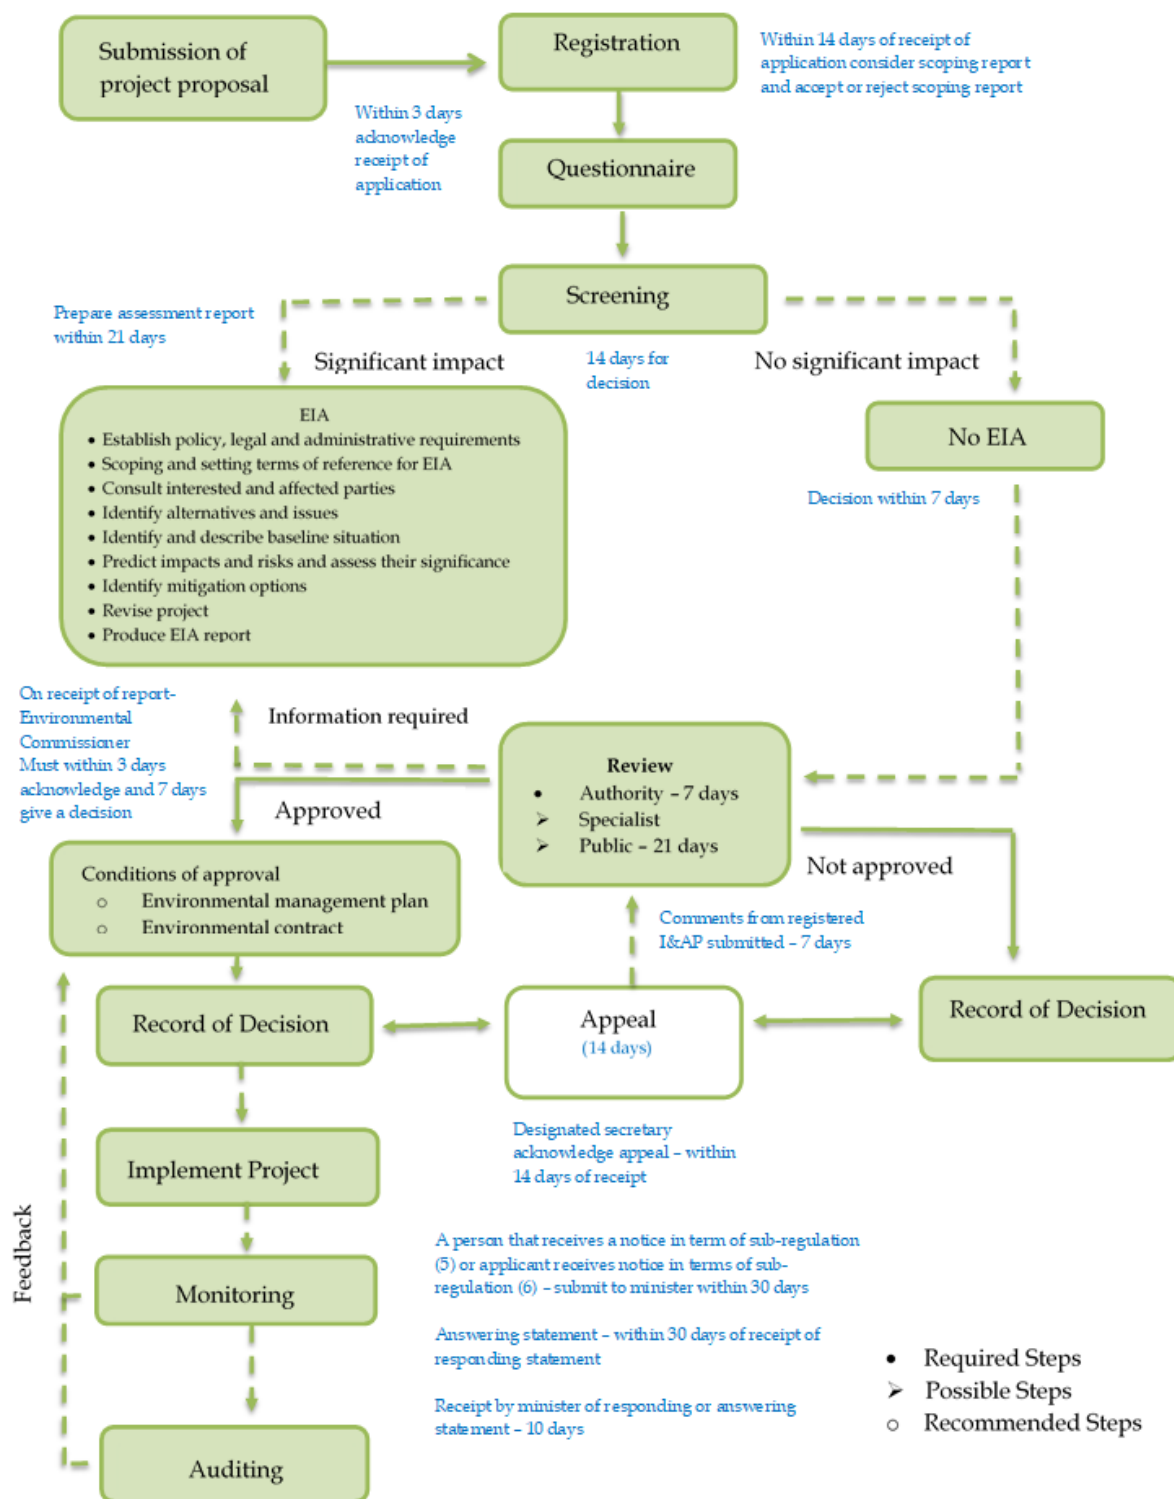 Submission of
project proposal
Registration
Within 14 days of receipt of
application consider scoping report
and accept or reject scoping report
Within 3 days
acknowledge
receipt of
application
Questionnaire
Screening
Prepare assessment report
within 21 days
Significant impact
14 days for
decision
No significant impact
EIA
• Establish policy, legal and administrative requirements
• Scoping and setting terms of reference for EIA
• Consult interested and affected parties
• Identify alternatives and issues
• Identify and describe baseline situation
• Predict impacts and risks and assess their significance
• Identify mitigation options
• Revise project
• Produce EIA report
No EIA
Decision within 7 days
On receipt of report-
Environmental
Commissioner
Must within 3 days
acknowledge and 7 days
give a decision
Information required
Approved
Review
• Authority – 7 days
➢ Specialist
➢ Public – 21 days
Not approved
Conditions of approval
o Environmental management plan
o Environmental contract
Comments from registered
I&AP submitted – 7 days
Record of Decision
Appeal
(14 days)
Record of Decision
Designated secretary
acknowledge appeal – within
14 days of receipt
Implement Project
Feedback
Monitoring
A person that receives a notice in term of sub-regulation
(5) or applicant receives notice in terms of sub-
regulation (6) – submit to minister within 30 days
Answering statement – within 30 days of receipt of
responding statement
Receipt by minister of responding or answering
statement – 10 days
Auditing
• Required Steps
➢ Possible Steps
o Recommended Steps